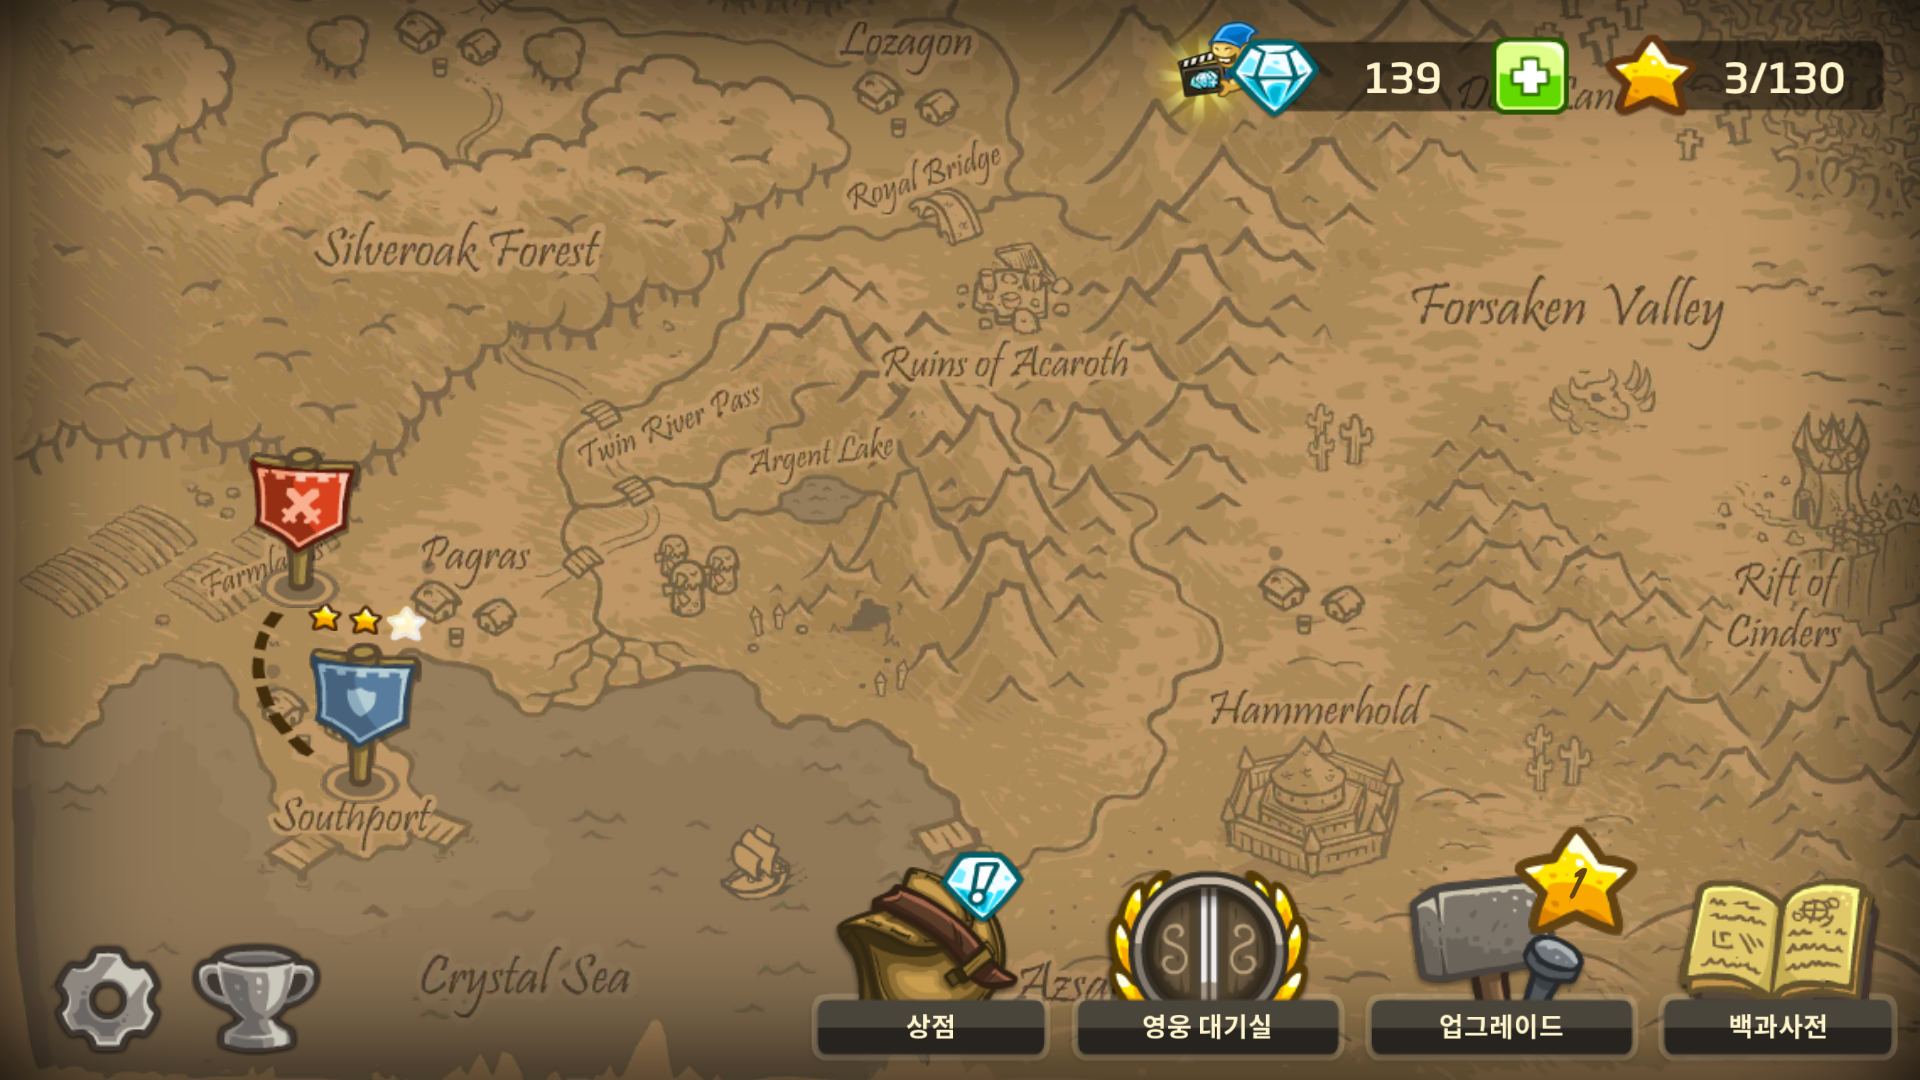 Lozagon
139
3/130
Royal Bridge
Silveroak Forest
Forsaken Valley
Ruins of Acaroth
Twin River Pass
Argent Lake
Pagras
Rift of
Cinders
Hammerhold
Southport
1
Crystal Sea
상점
영웅 대기실
업그레이드
백과사전